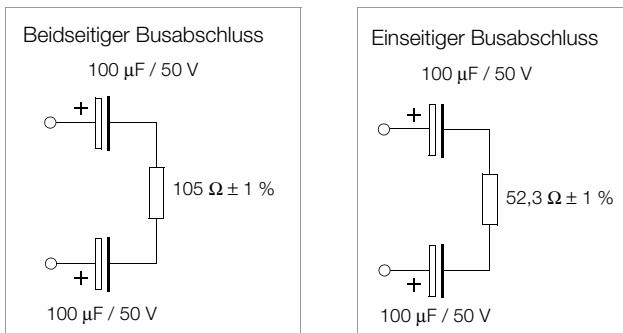 Beidseitiger Busabschluss
100 µF / 50 V
+
105 Ω ± 1 %
+
100 µF / 50 V
Einseitiger Busabschluss
100 µF / 50 V
+
52,3 Ω ± 1 %
+
100 µF / 50 V